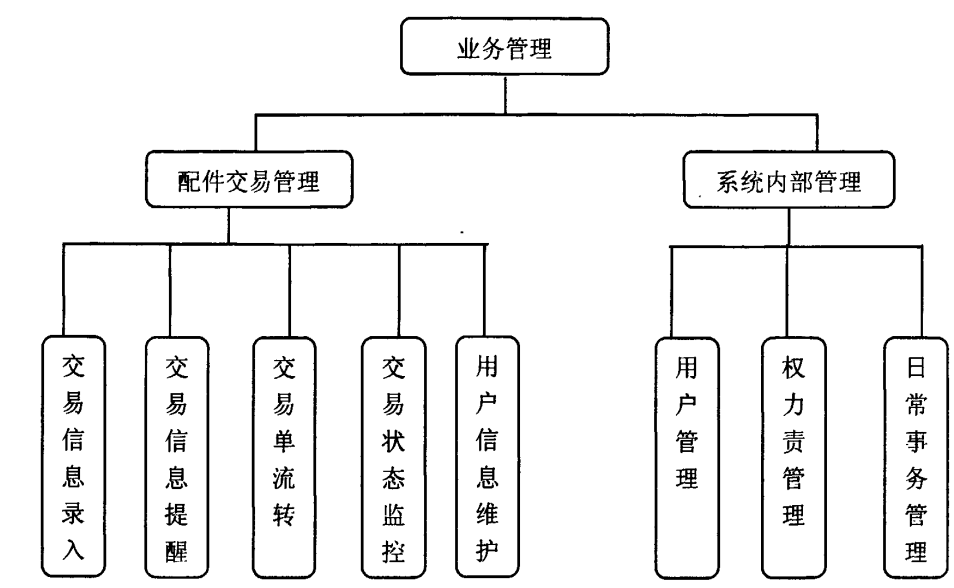 业务管理
配件交易管理
系统内部管理
交易信息录入
交易信息提醒
交易单流转
交易状态监控
用户信息维护
用户管理
权力责管理
日常事务管理